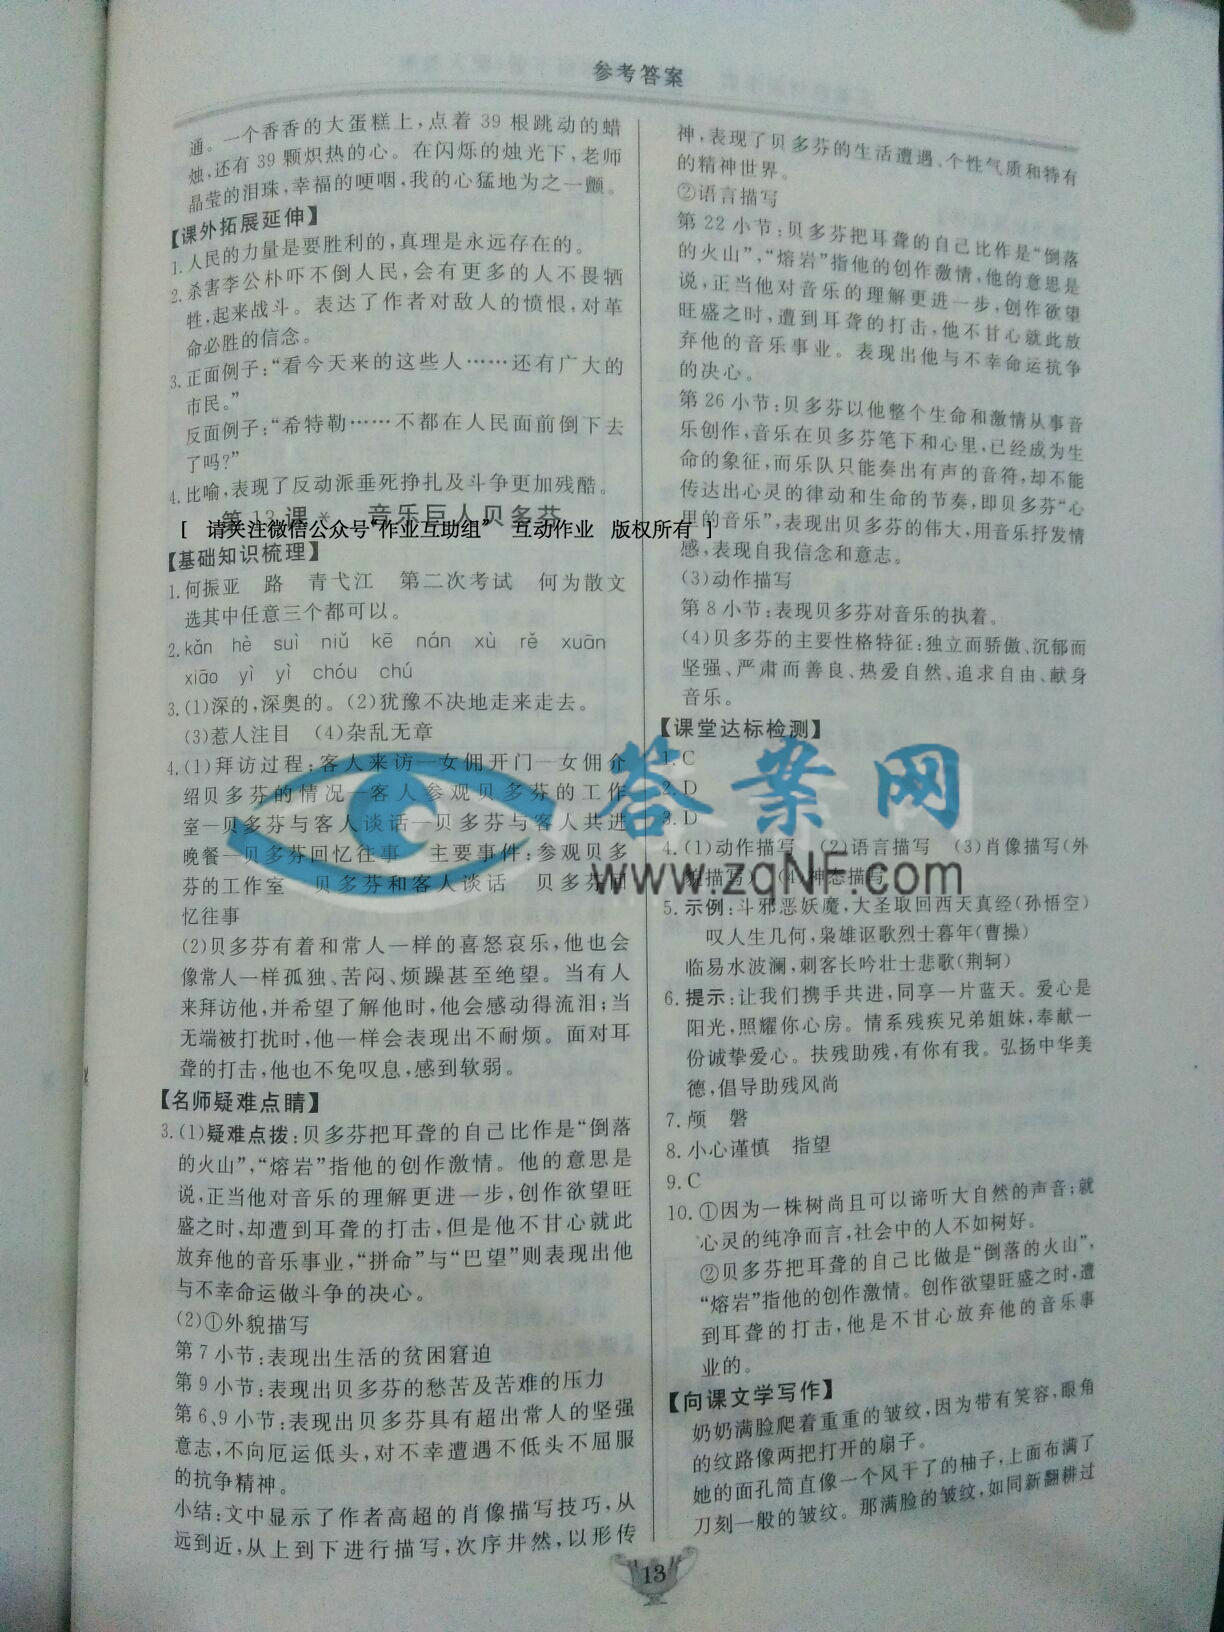 参考答案
通。一个香香的大蛋糕上,点着 39 根跳动的蜡
烛,还有 39 颗炽热的心。在闪烁的烛光下,老师
晶莹的泪珠,幸福的哽咽,我的心猛地为之一颤。
【课外拓展延伸】
1.人民的力量是要胜利的,真理是永远存在的。
2.杀害李公朴吓不倒人民,会有更多的人不畏牺
牲,起来战斗。表达了作者对敌人的愤恨,对革
命必胜的信念。
3.正面例子:“看今天来的这些人……还有广大的
市民。”
反面例子:“希特勒……不都在人民面前倒下去
了吗?”
4.比喻,表现了反动派垂死挣扎及斗争更加残酷。
第 13 课* 音乐巨人贝多芬
[ 请关注微信公众号“作业互助组” 互动作业 版权所有 ]
【基础知识梳理】
1.何振亚 路 青弋江 第二次考试 何为散文
选其中任意三个都可以。
2.kǎn hè suì niǔ kē nán xù rě xuān
xiāo yì yì chóu chú
3.(1)深的,深奥的。(2)犹豫不决地走来走去。
(3)惹人注目 (4)杂乱无章
4.(1)拜访过程:客人来访—女佣开门—女佣介
绍贝多芬的情况—客人参观贝多芬的工作
室—贝多芬与客人谈话—贝多芬与客人共进
晚餐—贝多芬回忆往事 主要事件:参观贝多
芬的工作室 贝多芬和客人谈话 贝多芬回
忆往事
(2)贝多芬有着和常人一样的喜怒哀乐,他也会
像常人一样孤独、苦闷、烦躁甚至绝望。当有人
来拜访他,并希望了解他时,他会感动得流泪;当
无端被打扰时,他一样会表现出不耐烦。面对耳
聋的打击,他也不免叹息,感到软弱。
【名师疑难点睛】
3.(1)疑难点拨:贝多芬把耳聋的自己比作是“倒落
的火山”,“熔岩”指他的创作激情。他的意思是
说,正当他对音乐的理解更进一步,创作欲望旺
盛之时,却遭到耳聋的打击,但是他不甘心就此
放弃他的音乐事业,“拼命”与“巴望”则表现出他
与不幸命运做斗争的决心。
(2)①外貌描写
第 7 小节:表现出生活的贫困窘迫
第 9 小节:表现出贝多芬的愁苦及苦难的压力
第 6、9 小节:表现出贝多芬具有超出常人的坚强
意志,不向厄运低头,对不幸遭遇不低头不屈服
的抗争精神。
小结:文中显示了作者高超的肖像描写技巧,从
远到近,从上到下进行描写,次序井然,以形传
神,表现了贝多芬的生活遭遇、个性气质和特有
的精神世界。
②语言描写
第 22 小节:贝多芬把耳聋的自己比作是“倒落
的火山”,“熔岩”指他的创作激情,他的意思是
说,正当他对音乐的理解更进一步,创作欲望
旺盛之时,遭到耳聋的打击,他不甘心就此放
弃他的音乐事业。表现出他与不幸命运抗争
的决心。
第 26 小节:贝多芬以他整个生命和激情从事音
乐创作,音乐在贝多芬笔下和心里,已经成为生
命的象征,而乐队只能奏出有声的音符,却不能
传达出心灵的律动和生命的节奏,即贝多芬“心
里的音乐”,表现出贝多芬的伟大,用音乐抒发情
感,表现自我信念和意志。
(3)动作描写
第 8 小节:表现贝多芬对音乐的执着。
(4)贝多芬的主要性格特征:独立而骄傲、沉郁而
坚强、严肃而善良、热爱自然、追求自由、献身
音乐。
【课堂达标检测】
1.C
2.D
3.D
4.(1)动作描写 (2)语言描写 (3)肖像描写(外
貌描写) (4)神态描写
5.示例:斗邪恶妖魔,大圣取回西天真经(孙悟空)
叹人生几何,枭雄讴歌烈士暮年(曹操)
临易水波澜,刺客长吟壮士悲歌(荆轲)
6.提示:让我们携手共进,同享一片蓝天。爱心是
阳光,照耀你心房。情系残疾兄弟姐妹,奉献一
份诚挚爱心。扶残助残,有你有我。弘扬中华美
德,倡导助残风尚
7.颅 磐
8.小心谨慎 指望
9.C
10.①因为一株树尚且可以谛听大自然的声音;就
心灵的纯净而言,社会中的人不如树好。
②贝多芬把耳聋的自己比做是“倒落的火山”,
“熔岩”指他的创作激情。创作欲望旺盛之时,遭
到耳聋的打击,他是不甘心放弃他的音乐事
业的。
【向课文学写作】
奶奶满脸爬着重重的皱纹,因为带有笑容,眼角
的纹路像两把打开的扇子。
她的面孔简直像一个风干了的柚子,上面布满了
刀刻一般的皱纹。那满脸的皱纹,如同新翻耕过
13
答案网
www.zqNF.com